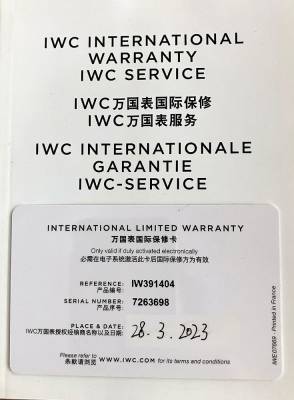 IWC INTERNATIONAL
WARRANTY
IWC SERVICE
IWC万国表国际保修
IWC万国表服务
IWC INTERNATIONALE
GARANTIE
IWC-SERVICE
INTERNATIONAL LIMITED WARRANTY
万国表国际保修卡
Only valid if duly activated electronically
必需在电子系统激活此卡后国际保修方为有效
REFERENCE: IW391404
产品编号:
SERIAL NUMBER: 7263698
产品序号:
PLACE & DATE: 28.3.2023
IWC万国表授权经销商名称以及日期:
Please refer to WWW.IWC.COM for its terms and conditions.
条款请浏览
IWE07669 - Printed in France